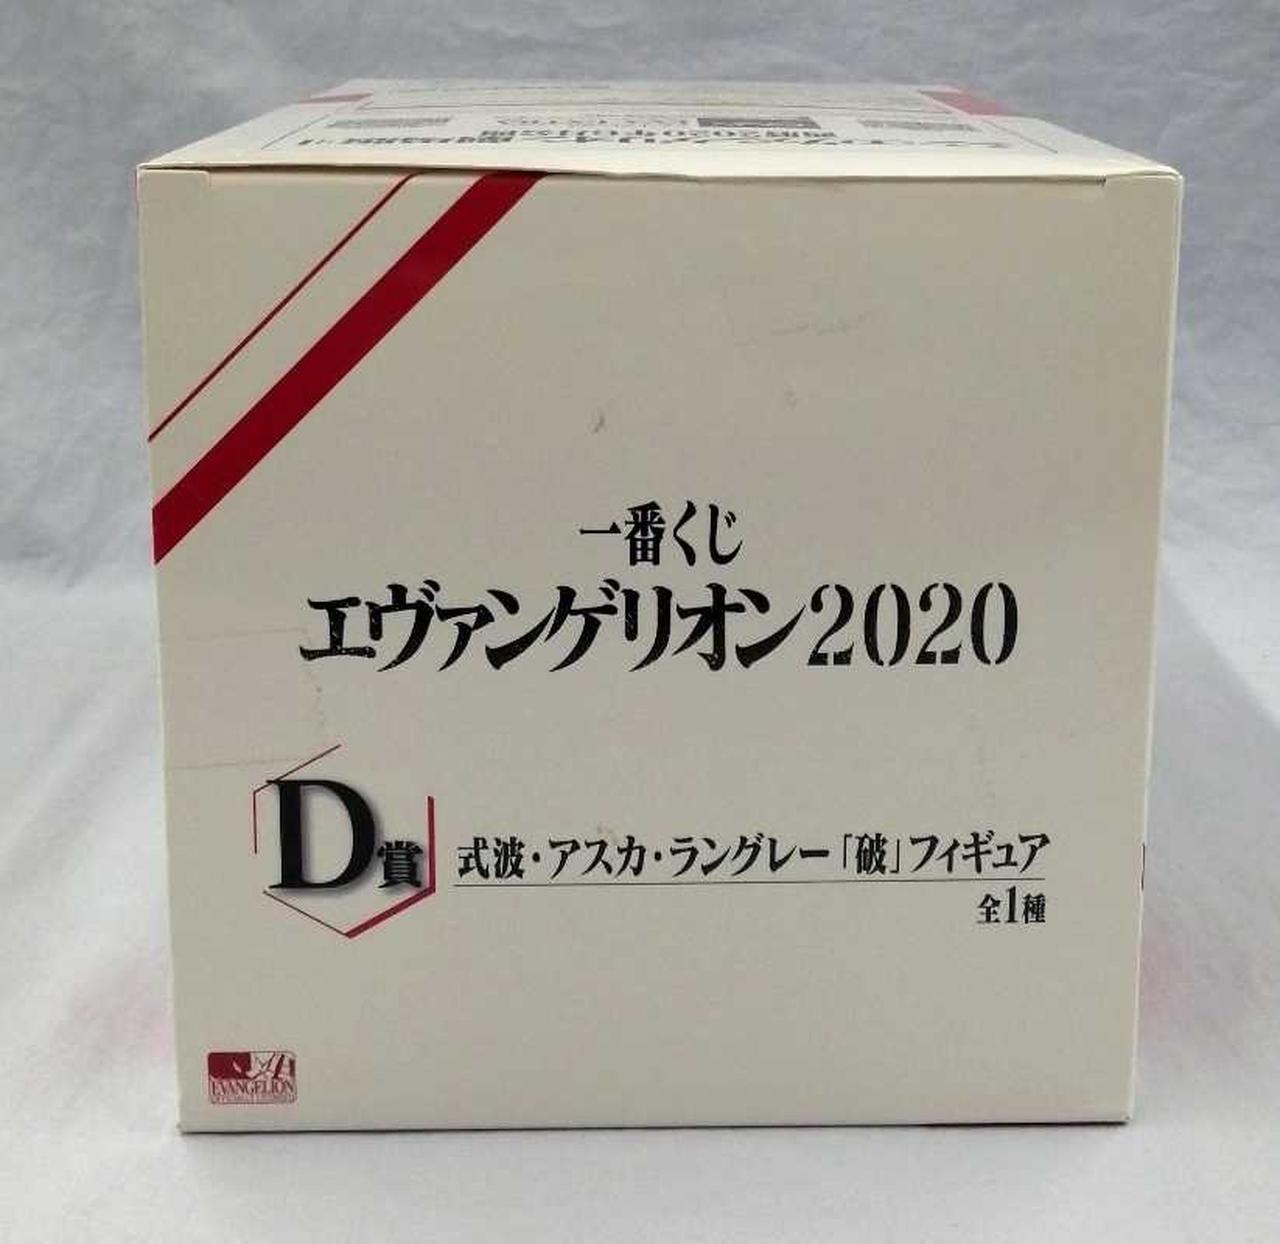 一番くじ
エヴァンゲリオン2020
D賞
式波・アスカ・ラングレー「破」フィギュア
全1種
EVANGELION